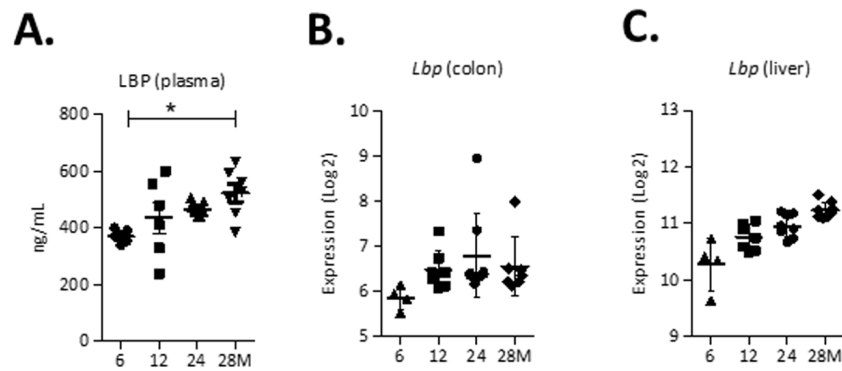 A.
LBP (plasma)
*
800
600
400
200
0
ng/mL
6 12 24 28M
B.
Lbp (colon)
10
9
8
7
6
5
Expression (Log2)
6 12 24 28M
C.
Lbp (liver)
13
12
11
10
9
Expression (Log2)
6 12 24 28M